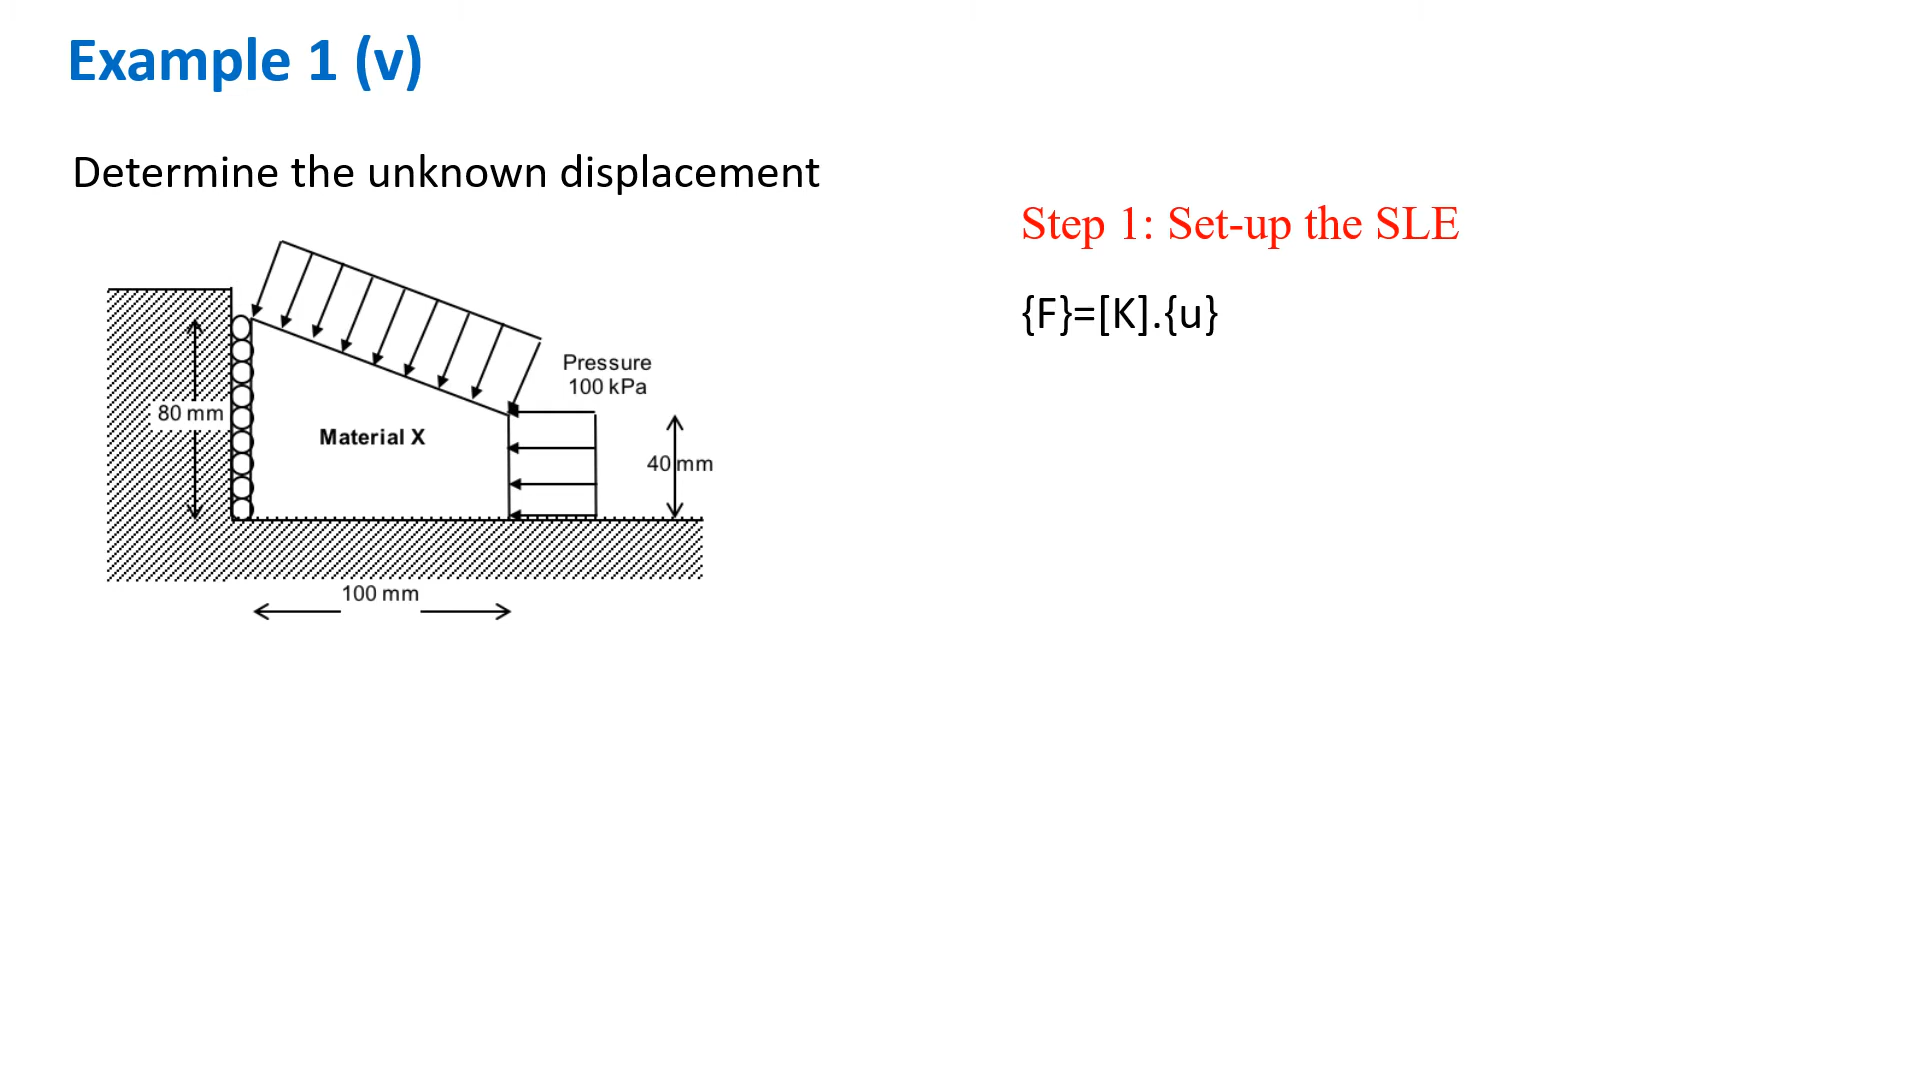 Example 1 (v)
Determine the unknown displacement
Step 1: Set-up the SLE
{F}=[K].{u}
Pressure
100 kPa
80 mm
Material X
40 mm
100 mm